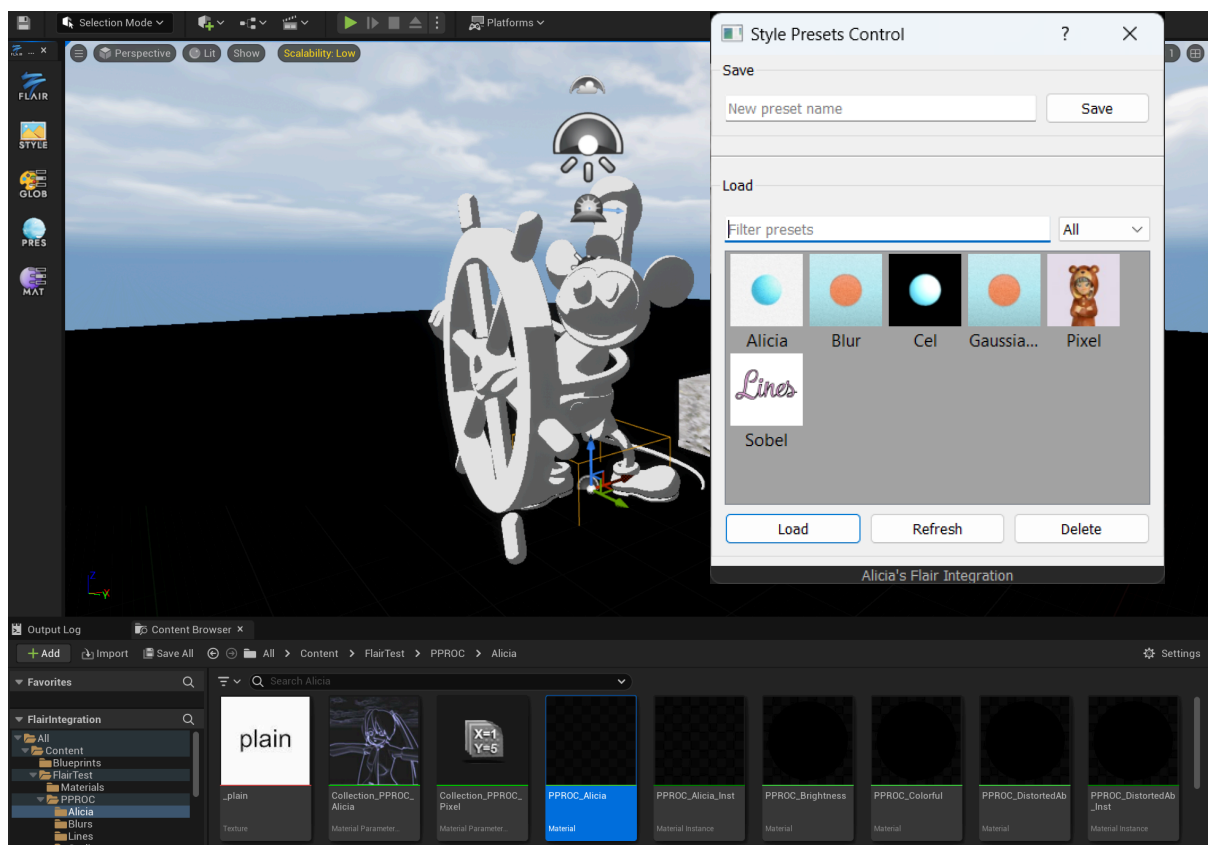 Selection Mode
Platforms
FLAIR
Perspective
Lit
Show
Scalability: Low
1
FLAIR
STYLE
GLOB
PRES
MAT
Z
Y
Style Presets Control
?
Save
New preset name
Save
Load
Filter presets
All
Alicia
Blur
Cel
Gaussia...
Pixel
Lines
Sobel
Load
Refresh
Delete
Alicia's Flair Integration
Output Log
Content Browser
Add
Import
Save All
All > Content > FlairTest > PPROC > Alicia
Settings
Favorites
Search Alicia
FlairIntegration
All
Content
Blueprints
FlairTest
Materials
PPROC
Alicia
Blurs
Lines
plain
_plain
Texture
Collection_PPROC_
Alicia
Material Parameter..
X=1
Y=5
Collection_PPROC_
Pixel
Material Parameter..
PPROC_Alicia
Material
PPROC_Alicia_Inst
Material Instance
PPROC_Brightness
Material
PPROC_Colorful
Material
PPROC_DistortedAb
Material
PPROC_DistortedAb
_Inst
Material Instance